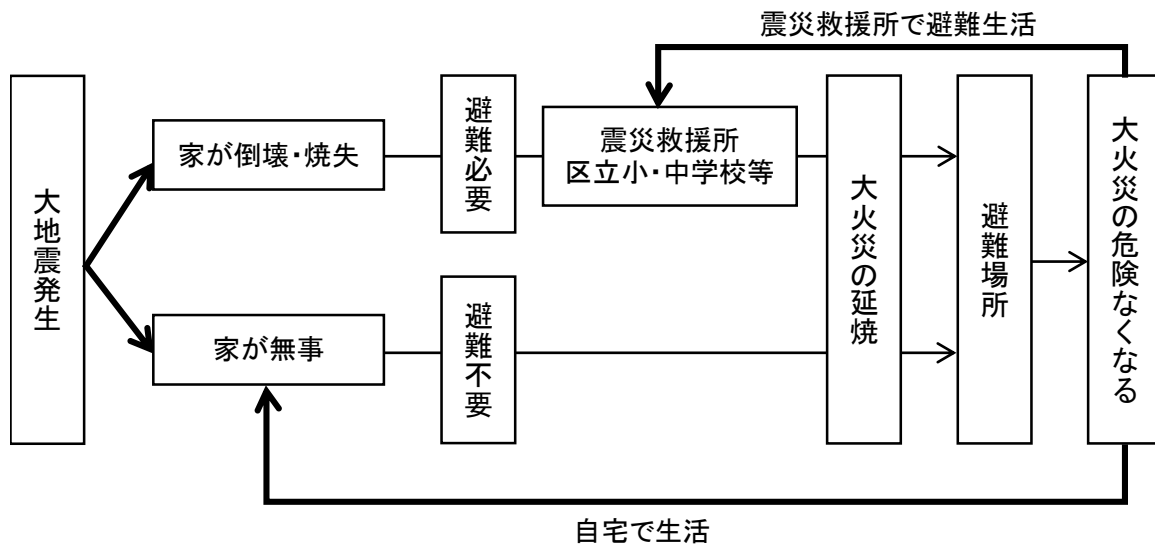 震災救援所で避難生活
大地震発生
家が倒壊・焼失
避難必要
震災救援所
区立小・中学校等
大火災の延焼
避難場所
大火災の危険なくなる
家が無事
避難不要
自宅で生活